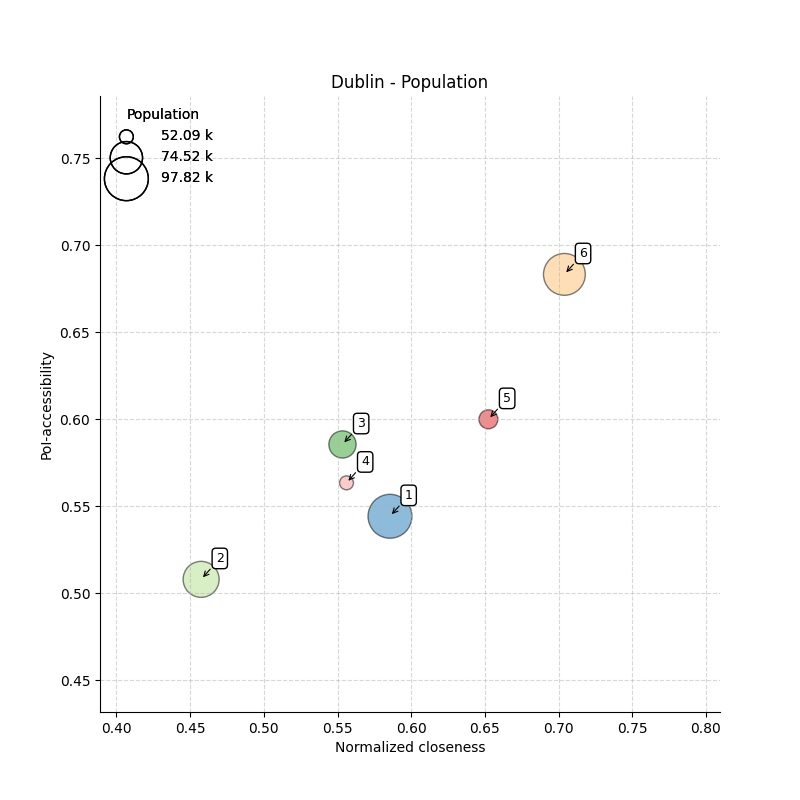 Dublin - Population
Population
52.09 k
74.52 k
97.82 k
0.75
0.70
0.65
0.60
0.55
0.50
0.45
PoI-accessibility
6
5
3
4
1
2
0.40 0.45 0.50 0.55 0.60 0.65 0.70 0.75 0.80
Normalized closeness